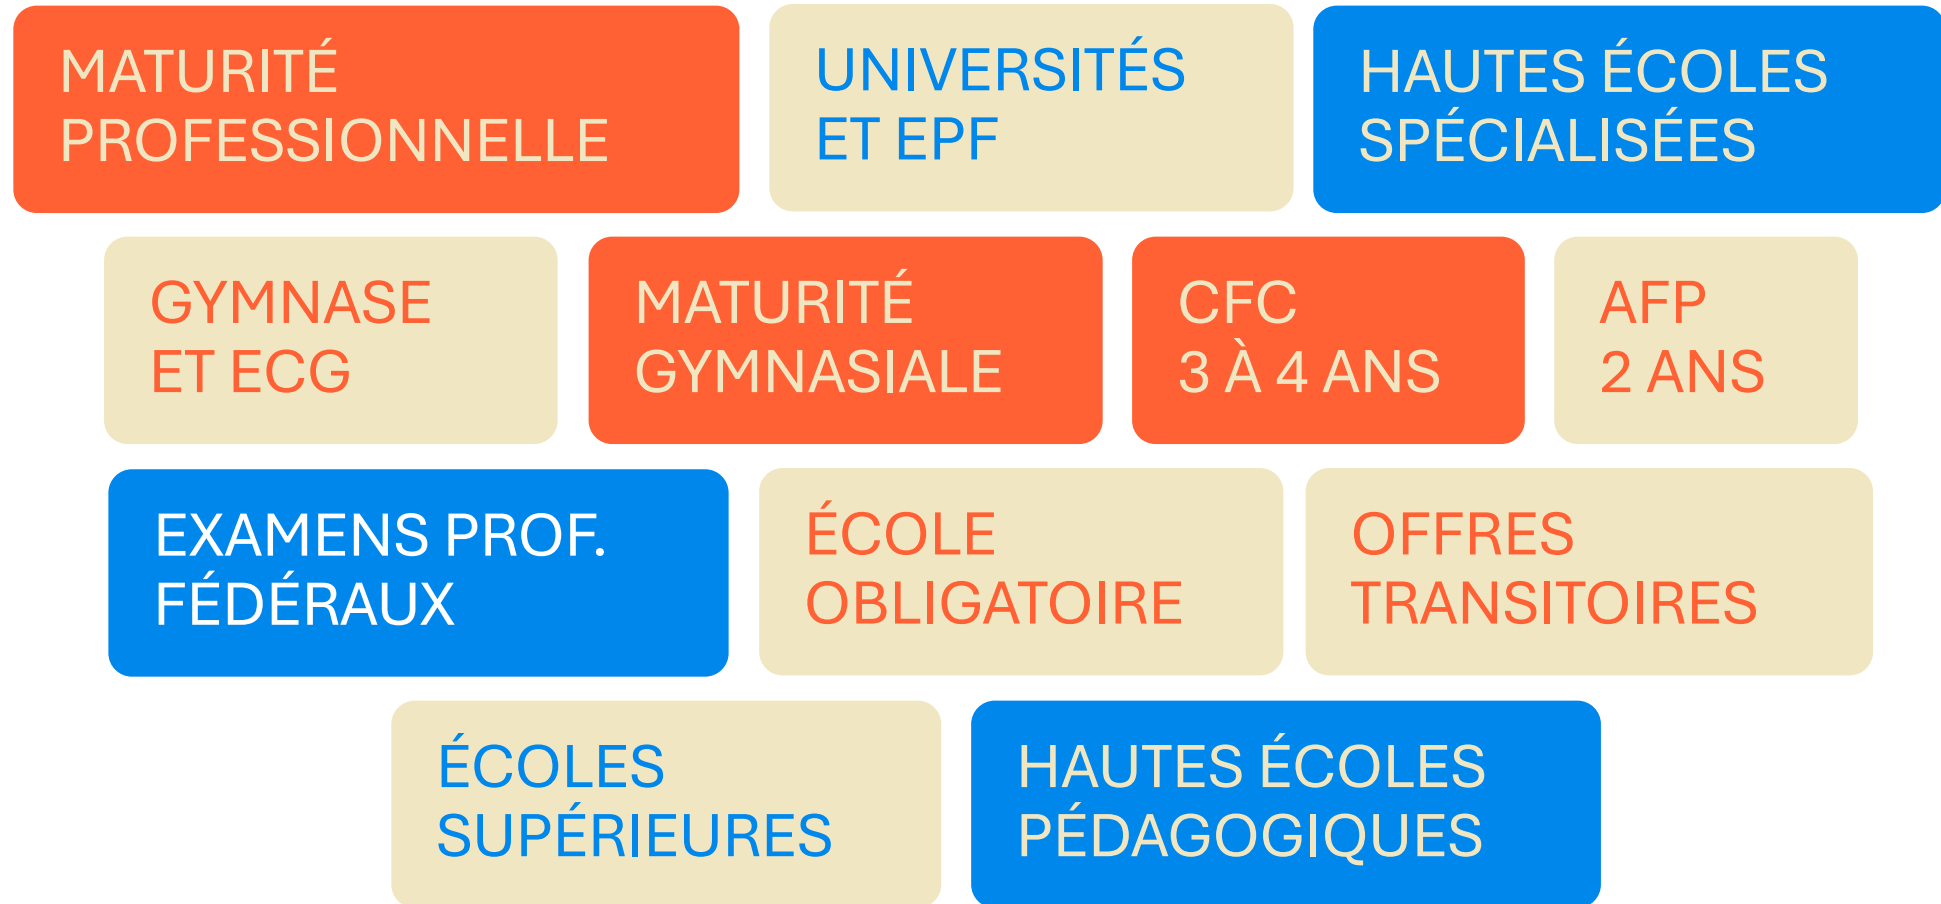 MATURITÉ
PROFESSIONNELLE
UNIVERSITÉS
ET EPF
HAUTES ÉCOLES
SPÉCIALISÉES
GYMNASE
ET ECG
MATURITÉ
GYMNASIALE
CFC
3 À 4 ANS
AFP
2 ANS
EXAMENS PROF.
FÉDÉRAUX
ÉCOLE
OBLIGATOIRE
OFFRES
TRANSITOIRES
ÉCOLES
SUPÉRIEURES
HAUTES ÉCOLES
PÉDAGOGIQUES